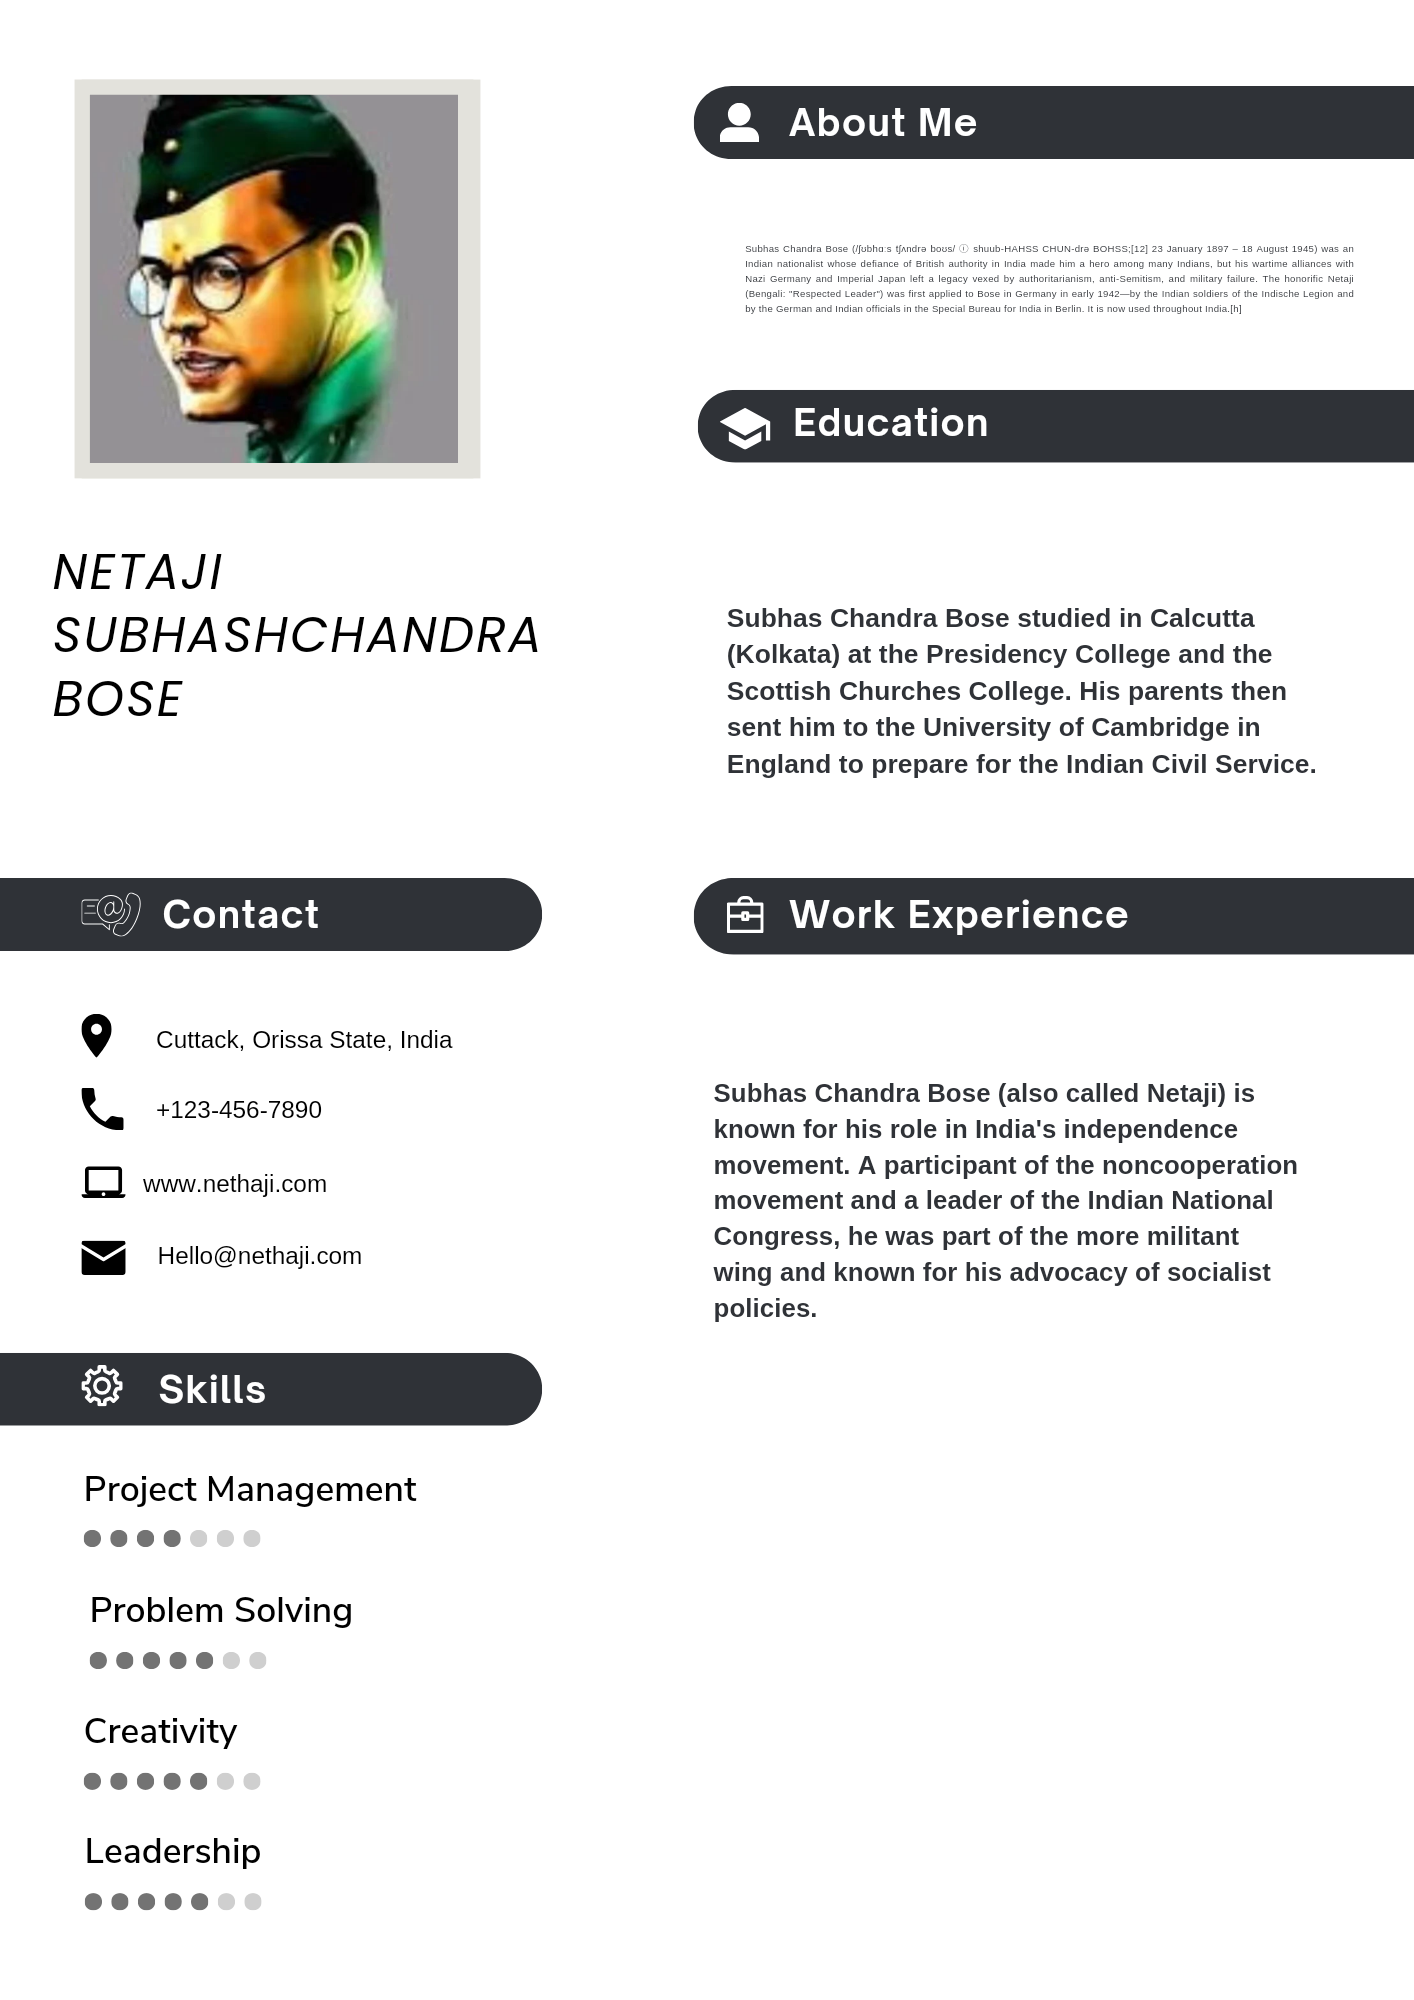 NETAJI
SUBHASHCHANDRA
BOSE
Contact
Cuttack, Orissa State, India
+123-456-7890
www.nethaji.com
Hello@nethaji.com
Skills
Project Management
Problem Solving
Creativity
Leadership
About Me
Subhas Chandra Bose (/ʃʊbhɑːs tʃʌndrə boʊs/ ⓘ shuub-HAHSS CHUN-drə BOHSS;[12] 23 January 1897 – 18 August 1945) was an
Indian nationalist whose defiance of British authority in India made him a hero among many Indians, but his wartime alliances with
Nazi Germany and Imperial Japan left a legacy vexed by authoritarianism, anti-Semitism, and military failure. The honorific Netaji
(Bengali: "Respected Leader") was first applied to Bose in Germany in early 1942—by the Indian soldiers of the Indische Legion and
by the German and Indian officials in the Special Bureau for India in Berlin. It is now used throughout India.[h]
Education
Subhas Chandra Bose studied in Calcutta
(Kolkata) at the Presidency College and the
Scottish Churches College. His parents then
sent him to the University of Cambridge in
England to prepare for the Indian Civil Service.
Work Experience
Subhas Chandra Bose (also called Netaji) is
known for his role in India's independence
movement. A participant of the noncooperation
movement and a leader of the Indian National
Congress, he was part of the more militant
wing and known for his advocacy of socialist
policies.